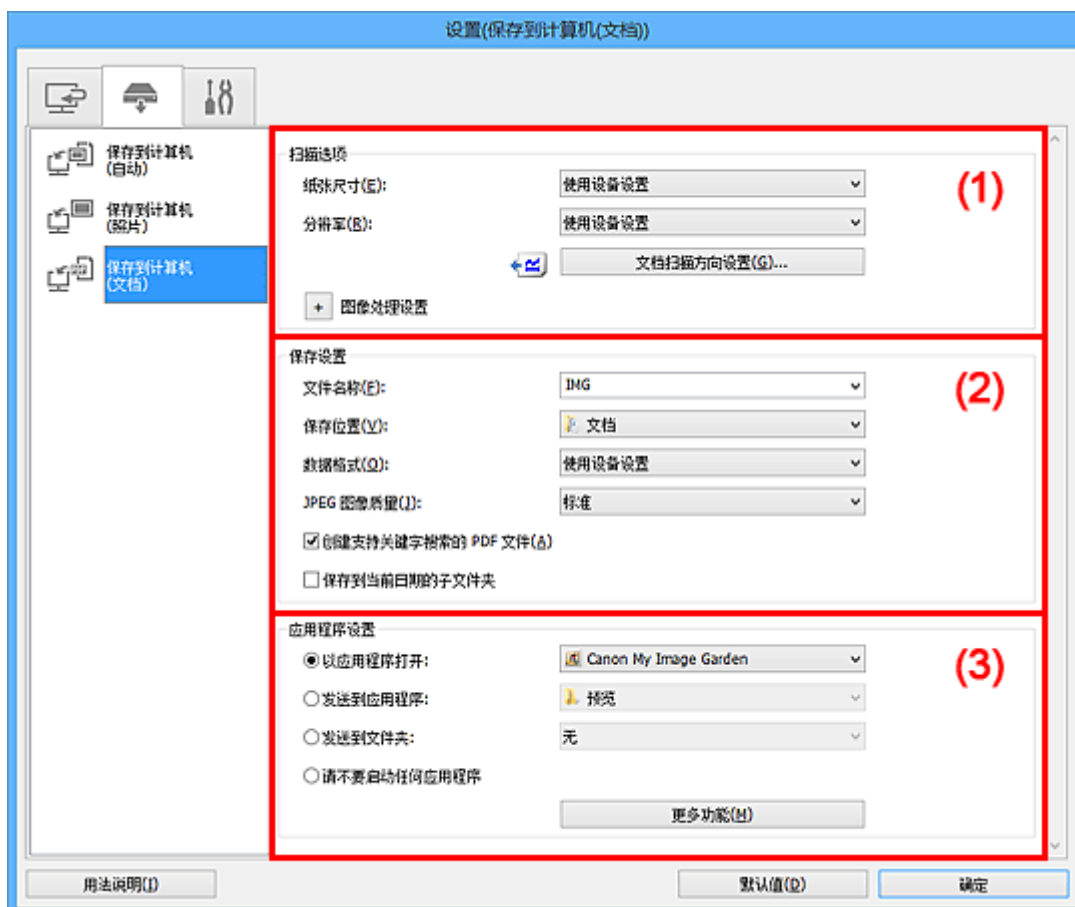 设置(保存到计算机(文档))
保存到计算机
(自动)
保存到计算机
(照片)
保存到计算机
(文档)
扫描选项
(1)
纸张尺寸(E): 使用设备设置
分辨率(R): 使用设备设置
文档扫描方向设置(G)...
+ 图像处理设置
保存设置
(2)
文件名称(F): IMG
保存位置(V): 文档
数据格式(O): 使用设备设置
JPEG 图像质量(J): 标准
创建支持关键字搜索的 PDF 文件(A)
保存到当前日期的子文件夹
应用程序设置
(3)
以应用程序打开: Canon My Image Garden
发送到应用程序: 预览
发送到文件夹: 无
请不要启动任何应用程序
更多功能(M)
用法说明(I) 默认值(D) 确定